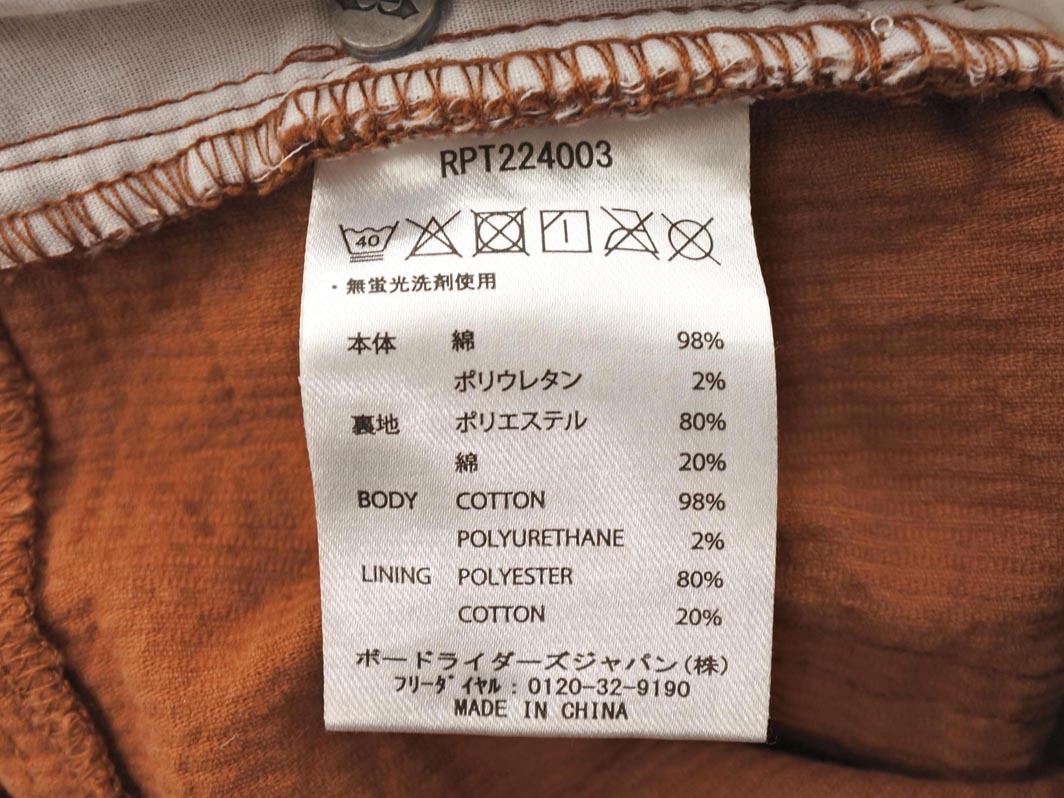 RPT224003
40
・無蛍光洗剤使用
本体 綿 98%
ポリウレタン 2%
裏地 ポリエステル 80%
綿 20%
BODY COTTON 98%
POLYURETHANE 2%
LINING POLYESTER 80%
COTTON 20%
ボードライダーズジャパン(株)
フリーダイヤル:0120-32-9190
MADE IN CHINA